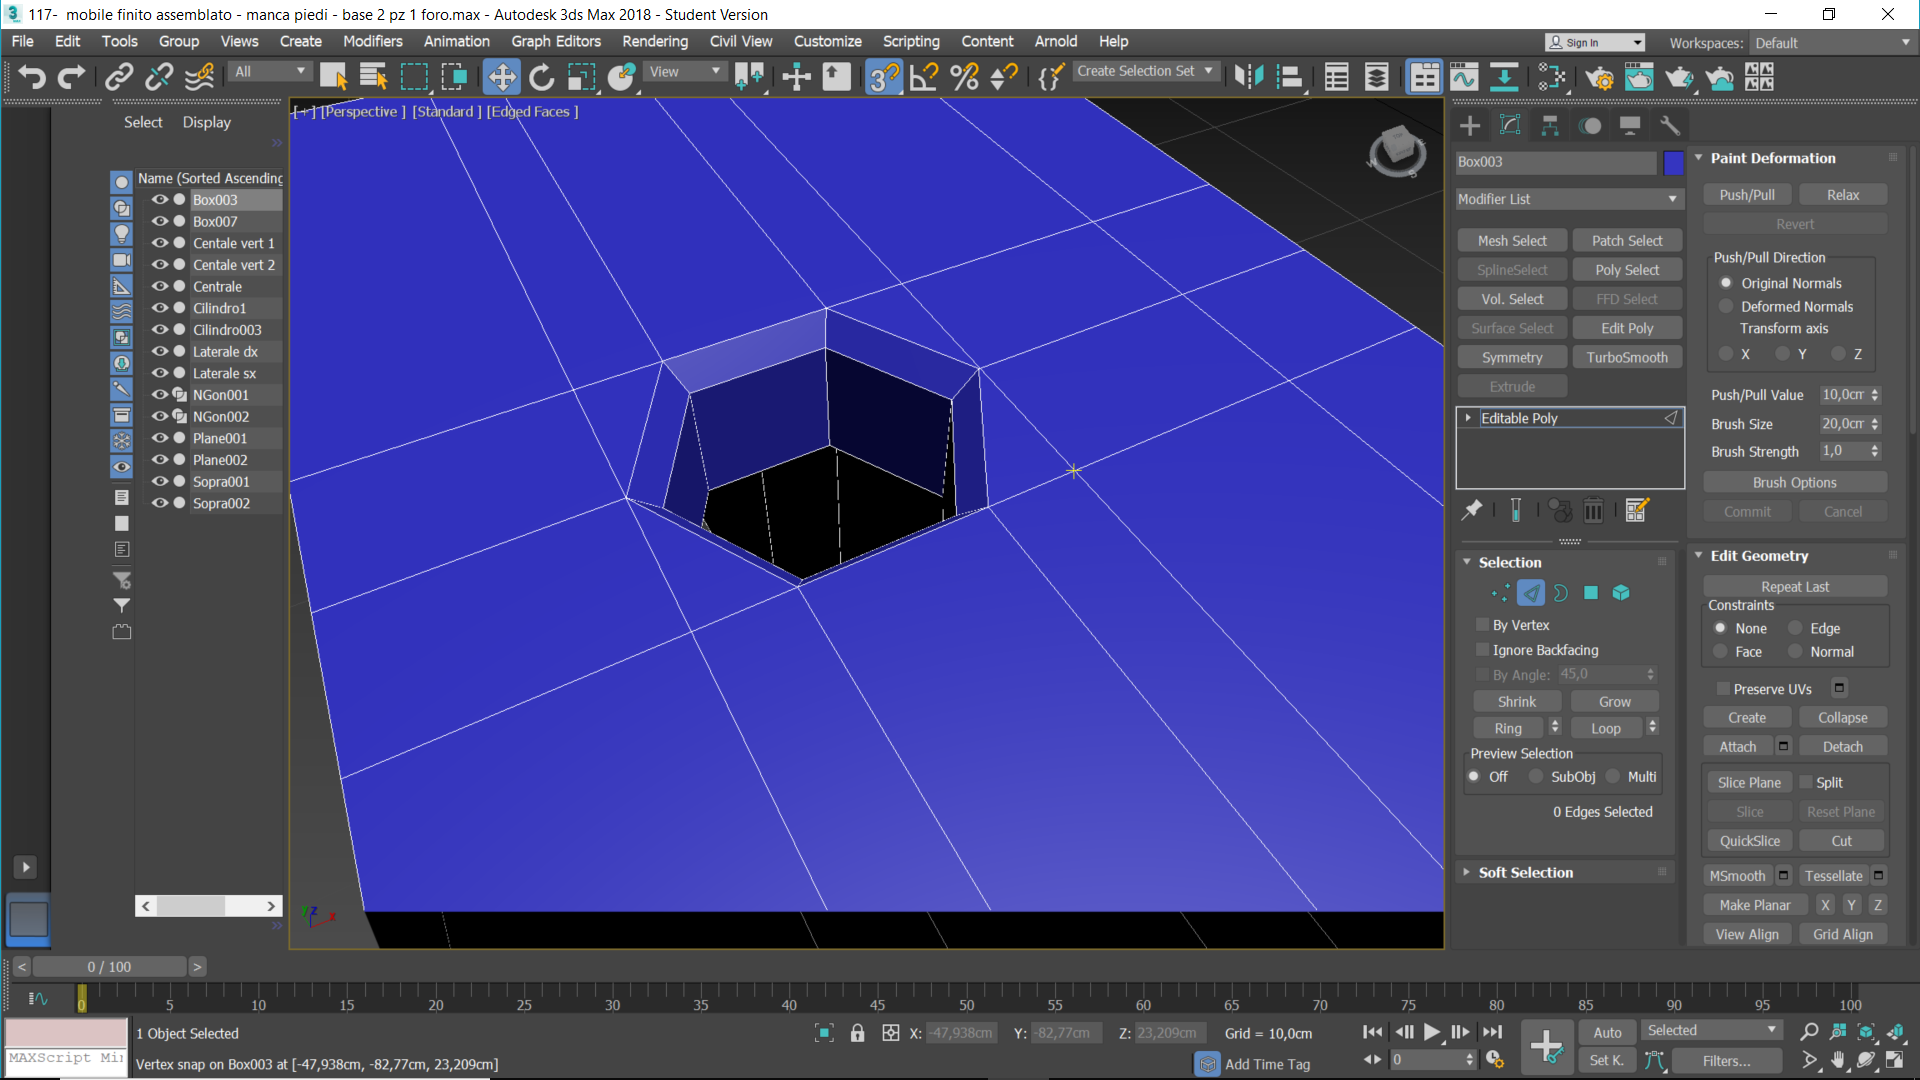 117-  mobile finito assemblato - manca piedi - base 2 pz 1 foro.max - Autodesk 3ds Max 2018 - Student Version
File Edit Tools Group Views Create Modifiers Animation Graph Editors Rendering Civil View Customize Scripting Content Arnold Help Sign In Workspaces: Default
All View Create Selection Set
Select Display
[+] [Perspective ] [Standard ] [Edged Faces ]
Name (Sorted Ascending
Box003
Box007
Centale vert 1
Centale vert 2
Centrale
Cilindro1
Cilindro003
Laterale dx
Laterale sx
NGon001
NGon002
Plane001
Plane002
Sopra001
Sopra002
Box003
Modifier List
Mesh Select Patch Select
SplineSelect Poly Select
Vol. Select FFD Select
Surface Select Edit Poly
Symmetry TurboSmooth
Extrude
Editable Poly
Selection
By Vertex
Ignore Backfacing
By Angle: 45,0
Shrink Grow
Ring Loop
Preview Selection
Off SubObj Multi
0 Edges Selected
Soft Selection
Paint Deformation
Push/Pull Relax
Revert
Push/Pull Direction
Original Normals
Deformed Normals
Transform axis
X Y Z
Push/Pull Value 10,0cm
Brush Size 20,0cm
Brush Strength 1,0
Brush Options
Commit Cancel
Edit Geometry
Repeat Last
Constraints
None Edge
Face Normal
Preserve UVs
Create Collapse
Attach Detach
Slice Plane Split
Slice Reset Plane
QuickSlice Cut
MSmooth Tessellate
Make Planar X Y Z
View Align Grid Align
< 0 / 100 >
0 5 10 15 20 25 30 35 40 45 50 55 60 65 70 75 80 85 90 95 100
1 Object Selected X: -47,938cm Y: -82,77cm Z: 23,209cm Grid = 10,0cm Auto Selected
MAXScript Mi
Vertex snap on Box003 at [-47,938cm, -82,77cm, 23,209cm] Add Time Tag 0 Set K. Filters...